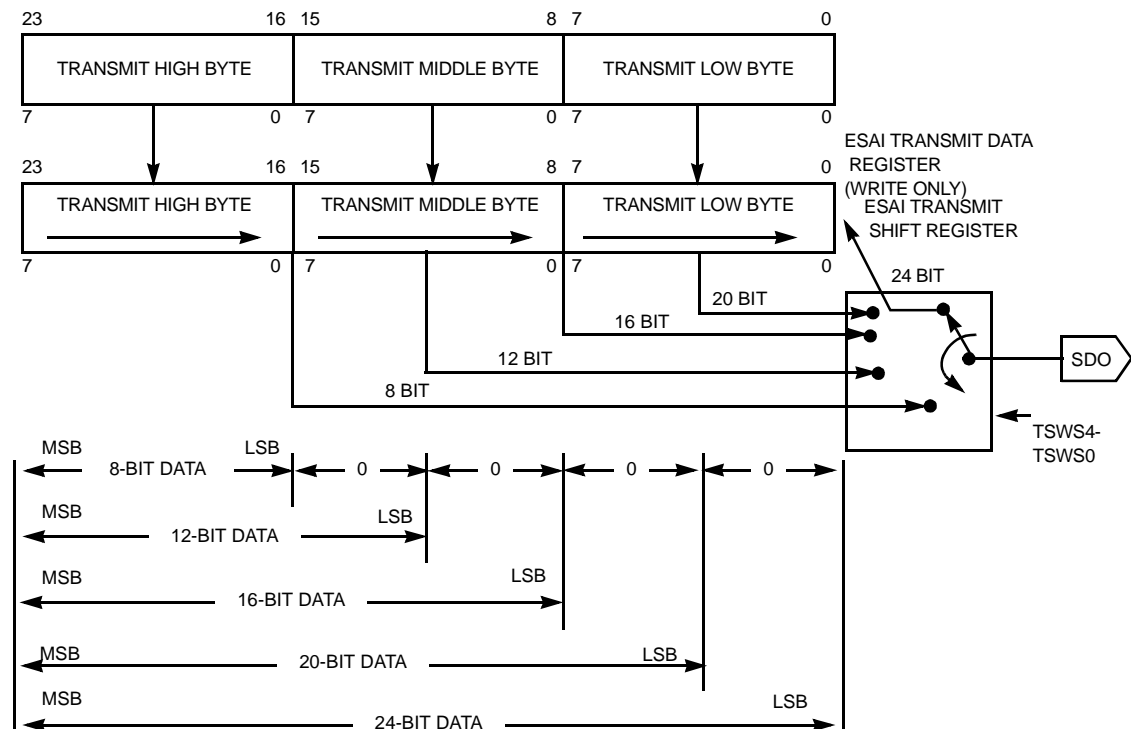 23 16 15 8 7 0
TRANSMIT HIGH BYTE TRANSMIT MIDDLE BYTE TRANSMIT LOW BYTE
7 0 7 0 7 0
ESAI TRANSMIT DATA
REGISTER
(WRITE ONLY)
23 16 15 8 7 0
TRANSMIT HIGH BYTE TRANSMIT MIDDLE BYTE TRANSMIT LOW BYTE
ESAI TRANSMIT
SHIFT REGISTER
7 0 7 0 7 0
24 BIT
20 BIT
16 BIT
12 BIT
8 BIT
SDO
TSWS4-
TSWS0
MSB LSB
8-BIT DATA 0 0 0 0
MSB LSB
12-BIT DATA
MSB LSB
16-BIT DATA
MSB LSB
20-BIT DATA
MSB LSB
24-BIT DATA